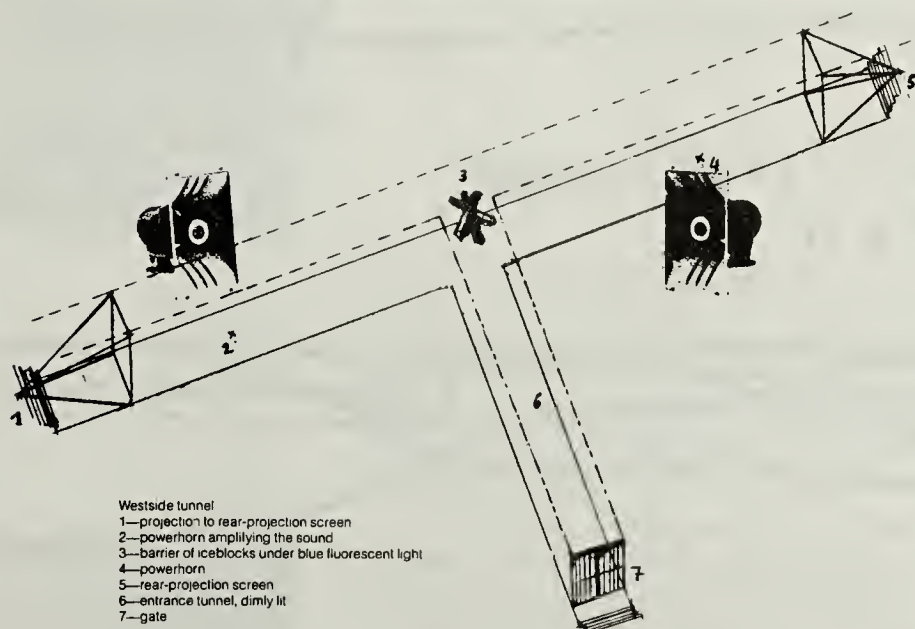 3
5
4
2
1
6
7
Westside tunnel
1—projection to rear-projection screen
2—powerhorn amplifying the sound
3—barrier of iceblocks under blue fluorescent light
4—powerhorn
5—rear-projection screen
6—entrance tunnel, dimly lit
7—gate